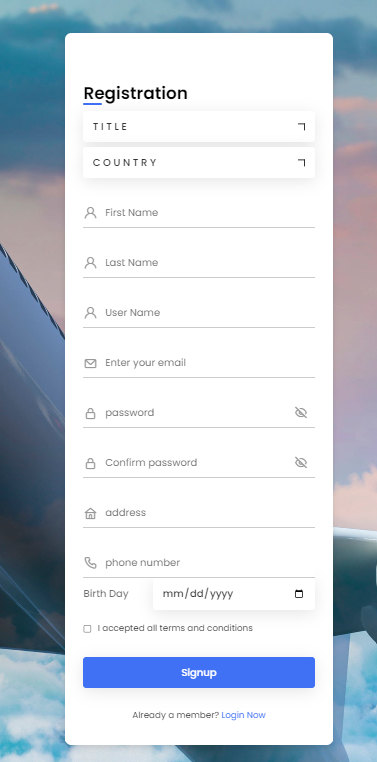 Registration
TITLE
COUNTRY
First Name
Last Name
User Name
Enter your email
password
Confirm password
address
phone number
Birth Day mm/dd/yyyy
I accepted all terms and conditions
Signup
Already a member? Login Now